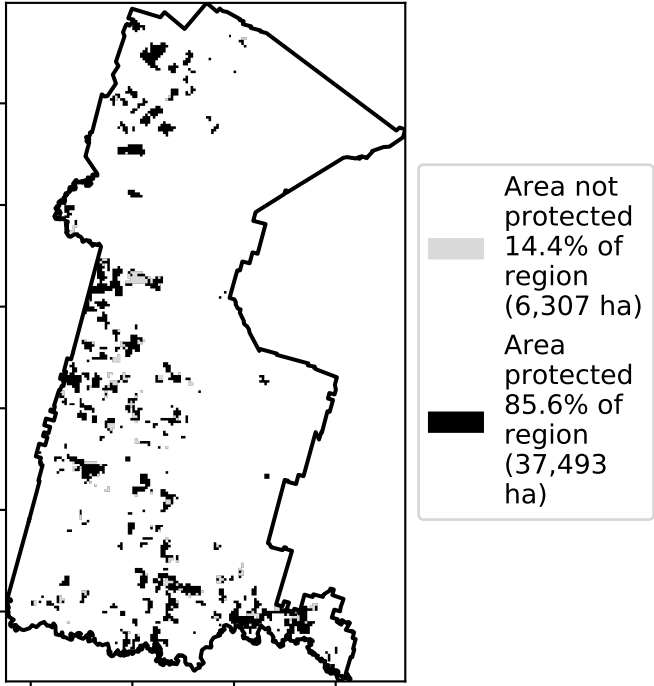 Area not
protected
14.4% of
region
(6,307 ha)
Area
protected
85.6% of
region
(37,493
ha)